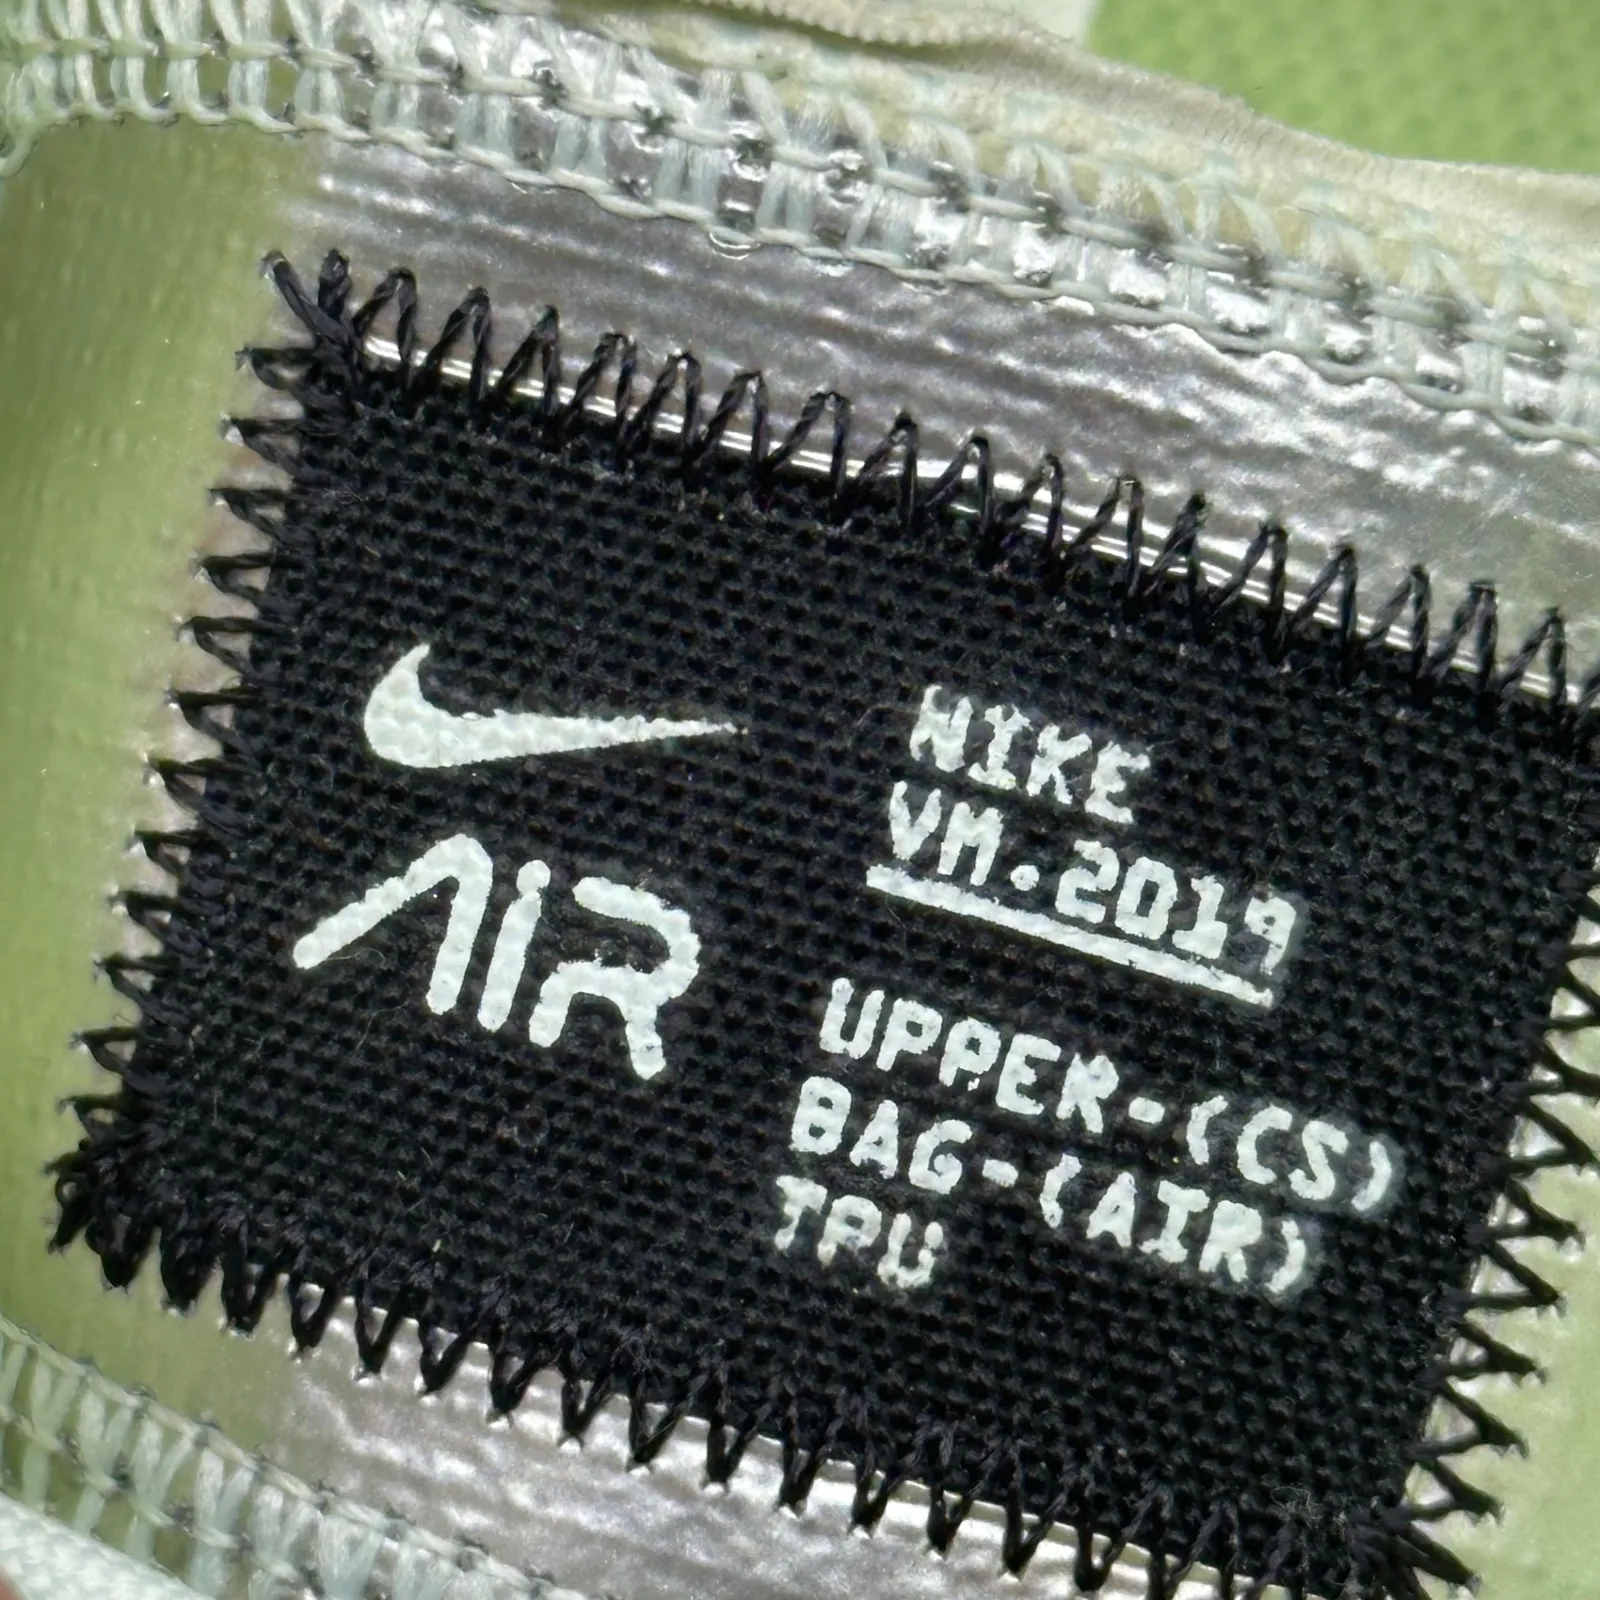 AIR
NIKE
VM.2019
UPPER-(CS)
BAG-(AIR)
TPU